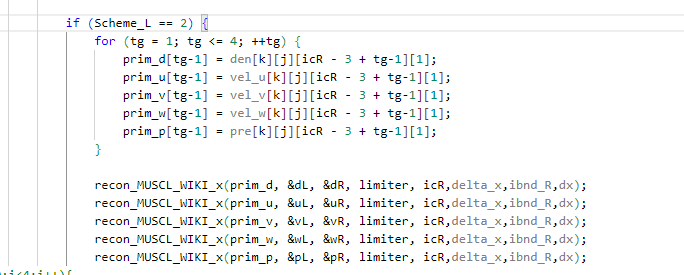 if (Scheme_L == 2) {
for (tg = 1; tg <= 4; ++tg) {
prim_d[tg-1] = den[k][j][icR - 3 + tg-1][1];
prim_u[tg-1] = vel_u[k][j][icR - 3 + tg-1][1];
prim_v[tg-1] = vel_v[k][j][icR - 3 + tg-1][1];
prim_w[tg-1] = vel_w[k][j][icR - 3 + tg-1][1];
prim_p[tg-1] = pre[k][j][icR - 3 + tg-1][1];
}
recon_MUSCL_WIKI_x(prim_d, &dL, &dR, limiter, icR,delta_x,ibnd_R,dx);
recon_MUSCL_WIKI_x(prim_u, &uL, &uR, limiter, icR,delta_x,ibnd_R,dx);
recon_MUSCL_WIKI_x(prim_v, &vL, &vR, limiter, icR,delta_x,ibnd_R,dx);
recon_MUSCL_WIKI_x(prim_w, &wL, &wR, limiter, icR,delta_x,ibnd_R,dx);
recon_MUSCL_WIKI_x(prim_p, &pL, &pR, limiter, icR,delta_x,ibnd_R,dx);